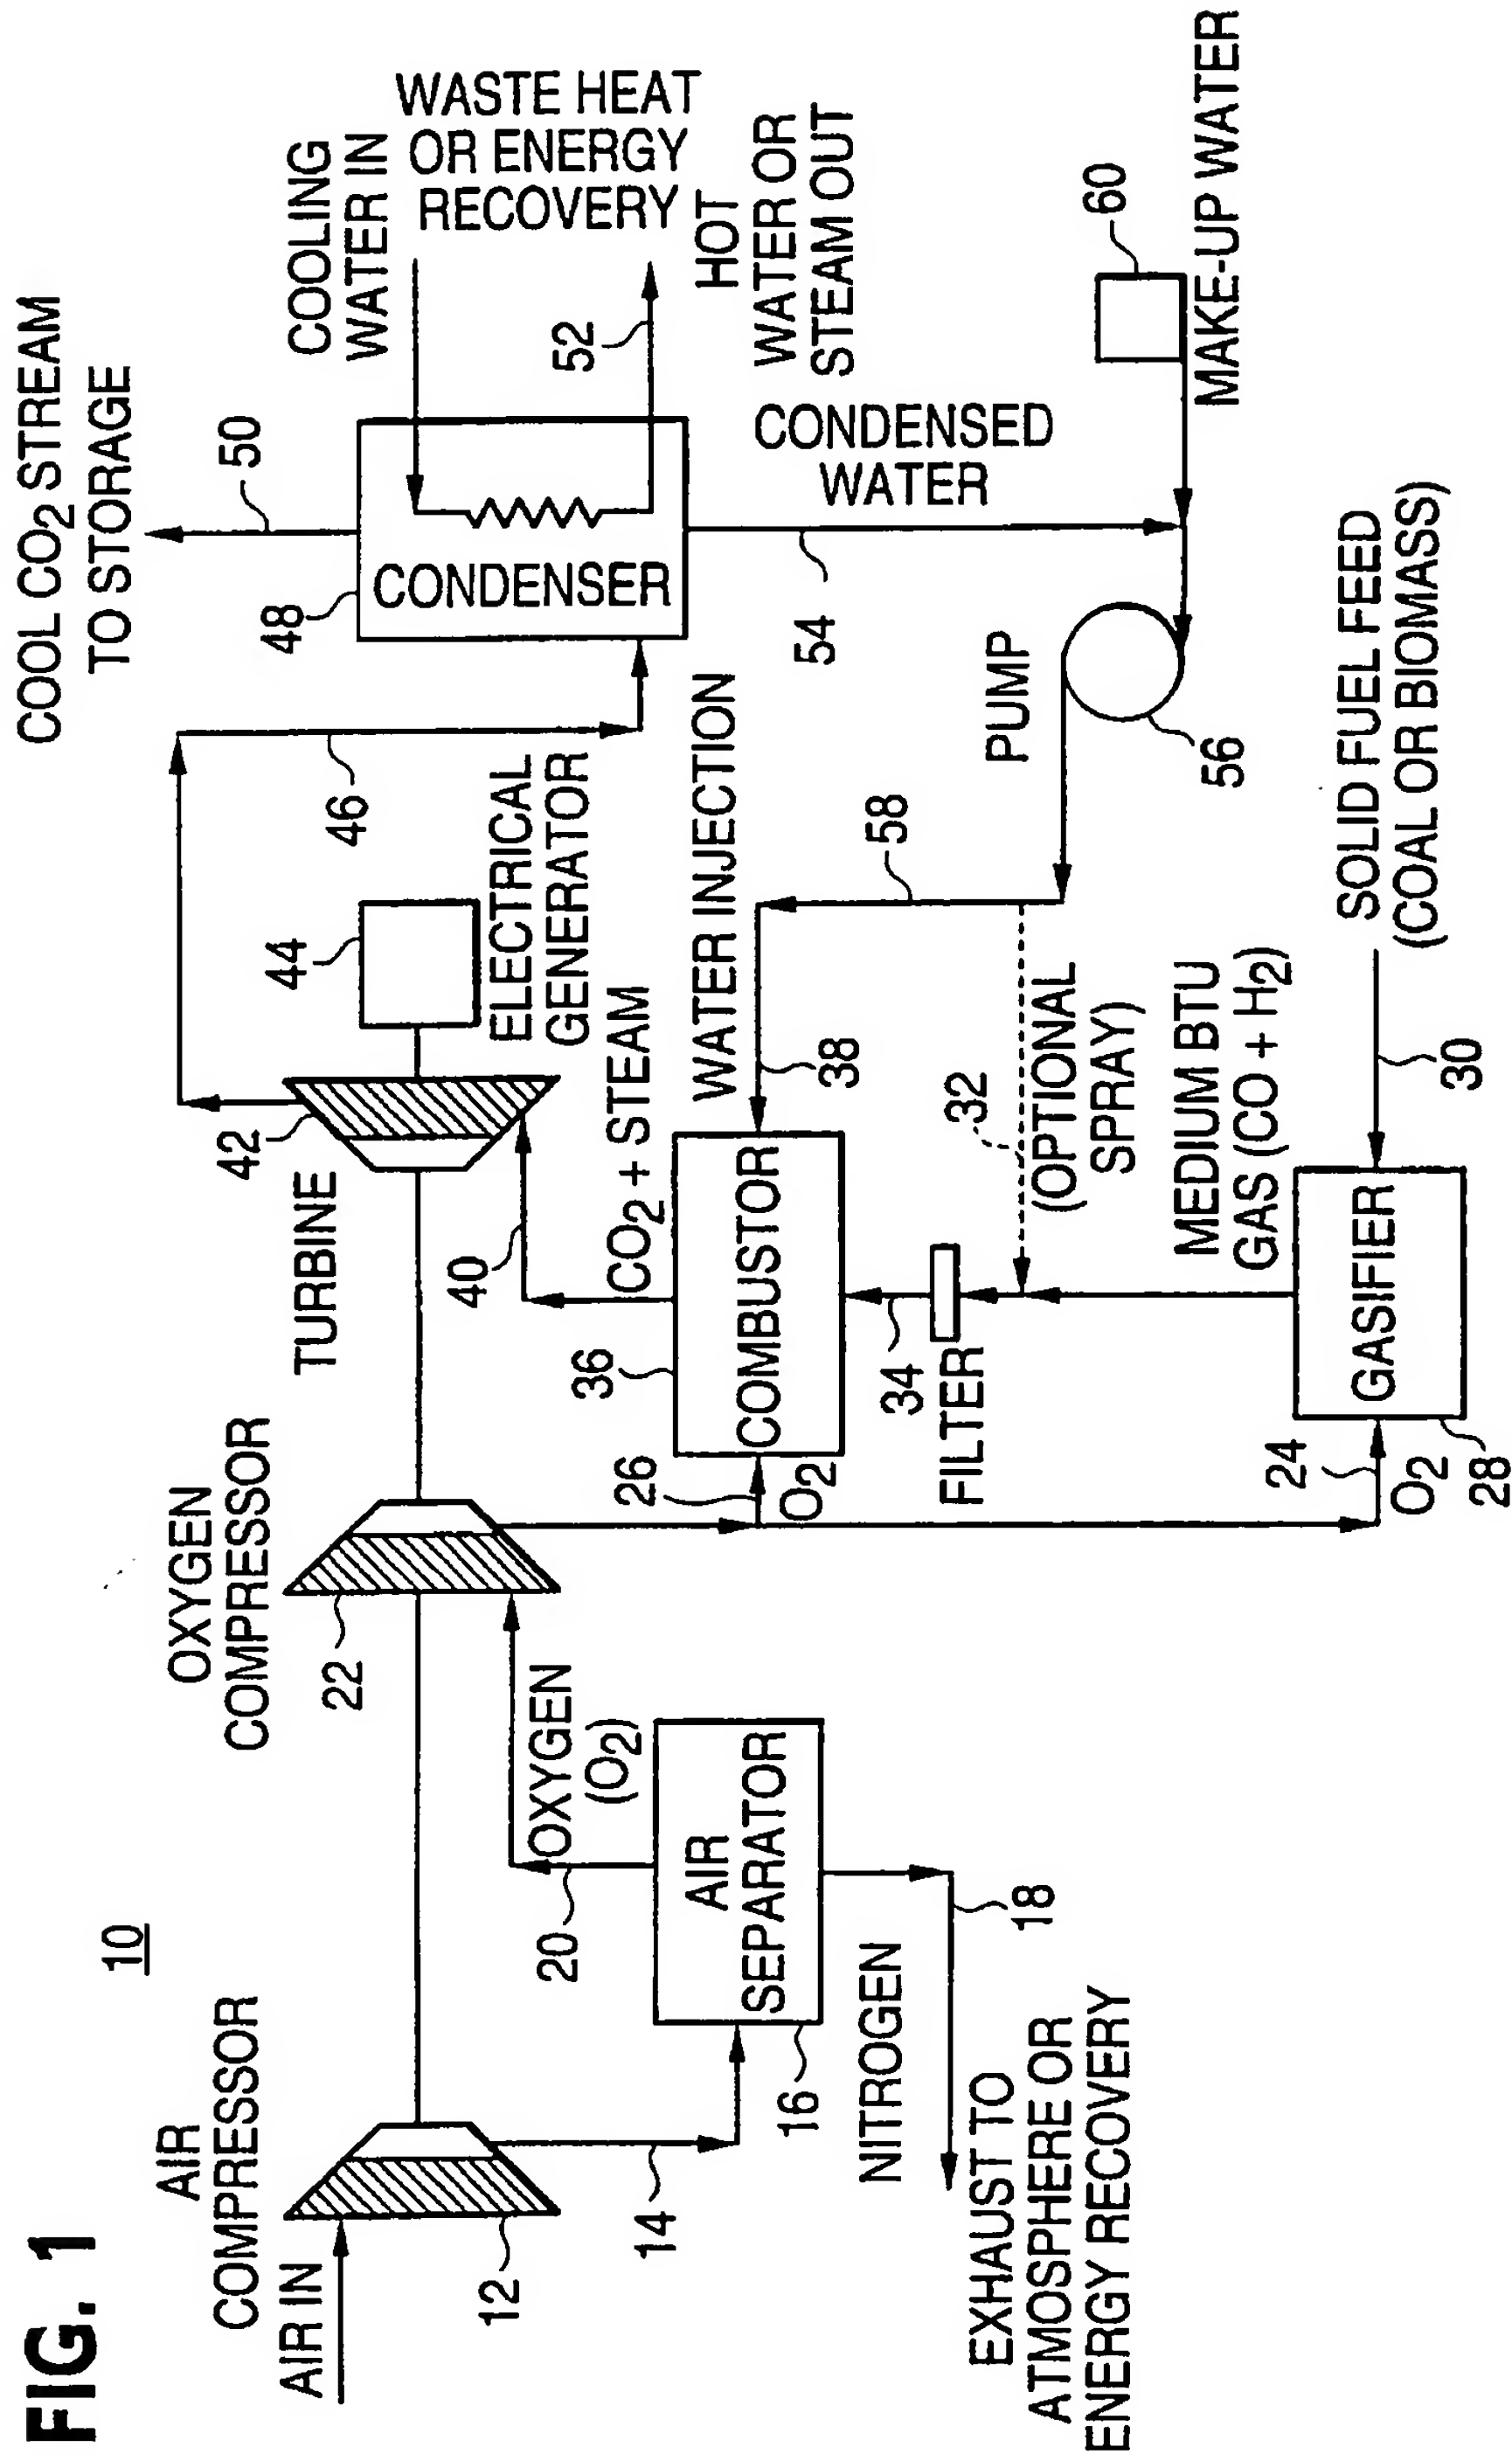 FIG. 1
10
AIR
COMPRESSOR
AIR IN
12
14
AIR
SEPARATOR
16
NITROGEN
18
EXHAUST TO
ATMOSPHERE OR
ENERGY RECOVERY
20
OXYGEN
(O2)
OXYGEN
COMPRESSOR
22
26
O2
24
O2
28
GASIFIER
30
SOLID FUEL FEED
(COAL OR BIOMASS)
MEDIUM BTU
GAS (CO + H2)
32
(OPTIONAL
SPRAY)
FILTER
34
COMBUSTOR
36
WATER INJECTION
38
CO2 + STEAM
40
TURBINE
42
44
ELECTRICAL
GENERATOR
46
COOL CO2 STREAM
TO STORAGE
50
48
CONDENSER
COOLING
WATER IN
WASTE HEAT
OR ENERGY
RECOVERY
52
HOT
WATER OR
STEAM OUT
CONDENSED
WATER
54
PUMP
56
58
60
MAKE-UP WATER